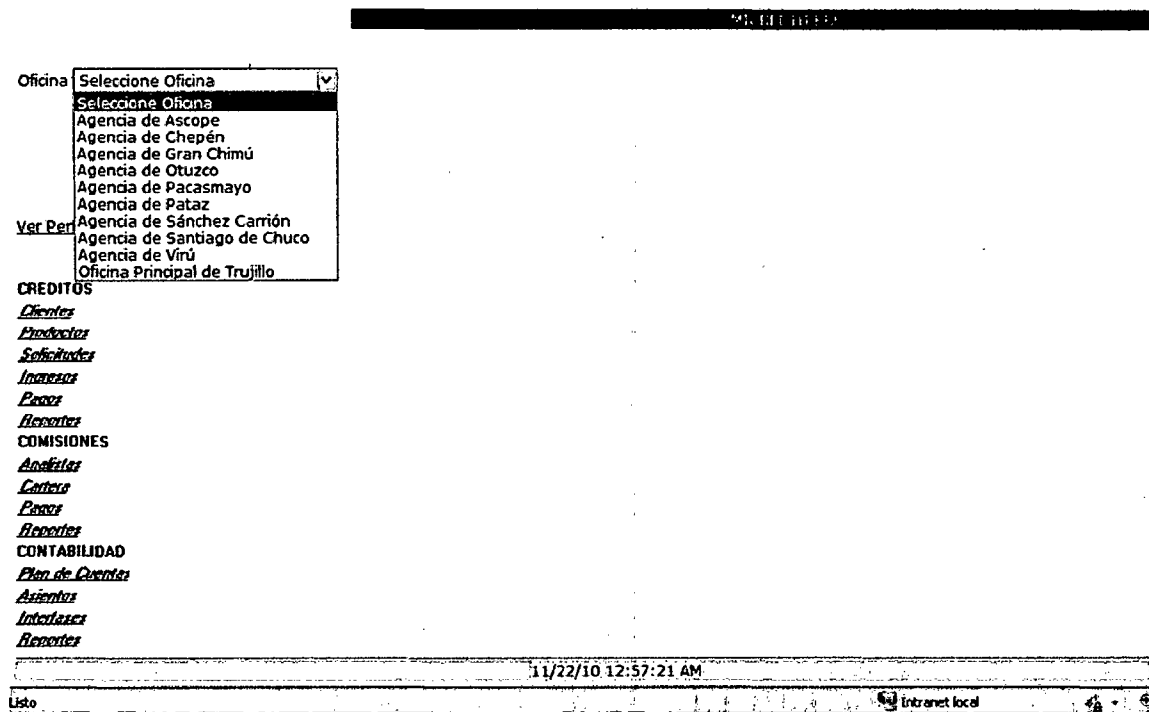 Oficina Seleccione Oficina
Seleccione Oficina
Agencia de Ascope
Agencia de Chepén
Agencia de Gran Chimú
Agencia de Otuzco
Agencia de Pacasmayo
Agencia de Pataz
Ver Peri
Agencia de Sánchez Carrión
Agencia de Santiago de Chuco
Agencia de Virú
Oficina Principal de Trujillo
CREDITOS
Clientes
Productos
Solicitudes
Ingresos
Pagos
Reportes
COMISIONES
Analistas
Cartera
Pagos
Reportes
CONTABILIDAD
Plan de Cuentas
Asientos
Interfases
Reportes
11/22/10 12:57:21 AM
Listo
Intranet local